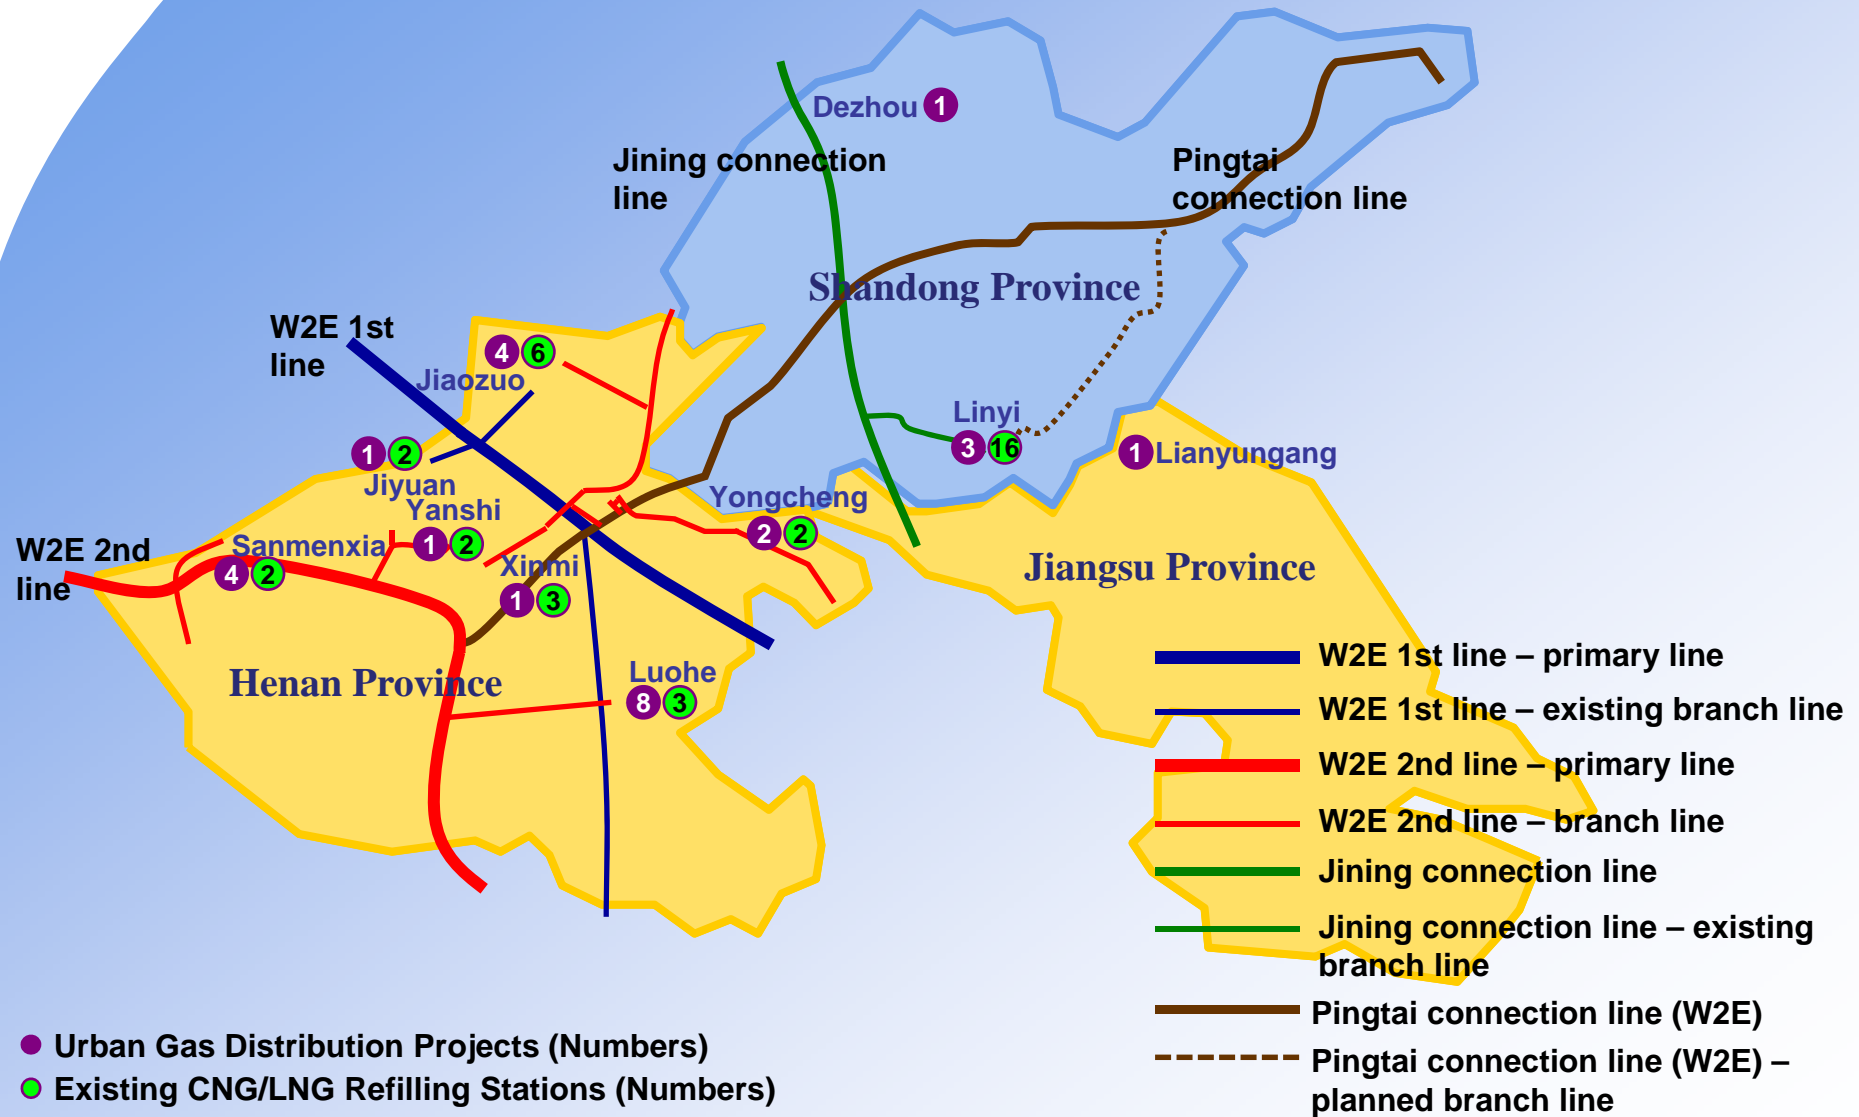 Dezhou 1
Jining connection
line
Pingtai
connection line
Shandong Province
W2E 1st
line
4 6
Jiaozuo
Linyi
3 16
1 Lianyungang
1 2
Jiyuan
Yanshi
1 2
Yongcheng
2 2
W2E 2nd
line
Sanmenxia
4 2
Xinmi
1 3
Jiangsu Province
Henan Province
Luohe
8 3
W2E 1st line – primary line
W2E 1st line – existing branch line
W2E 2nd line – primary line
W2E 2nd line – branch line
Jining connection line
Jining connection line – existing
branch line
Pingtai connection line (W2E)
Pingtai connection line (W2E) –
planned branch line
Urban Gas Distribution Projects (Numbers)
Existing CNG/LNG Refilling Stations (Numbers)